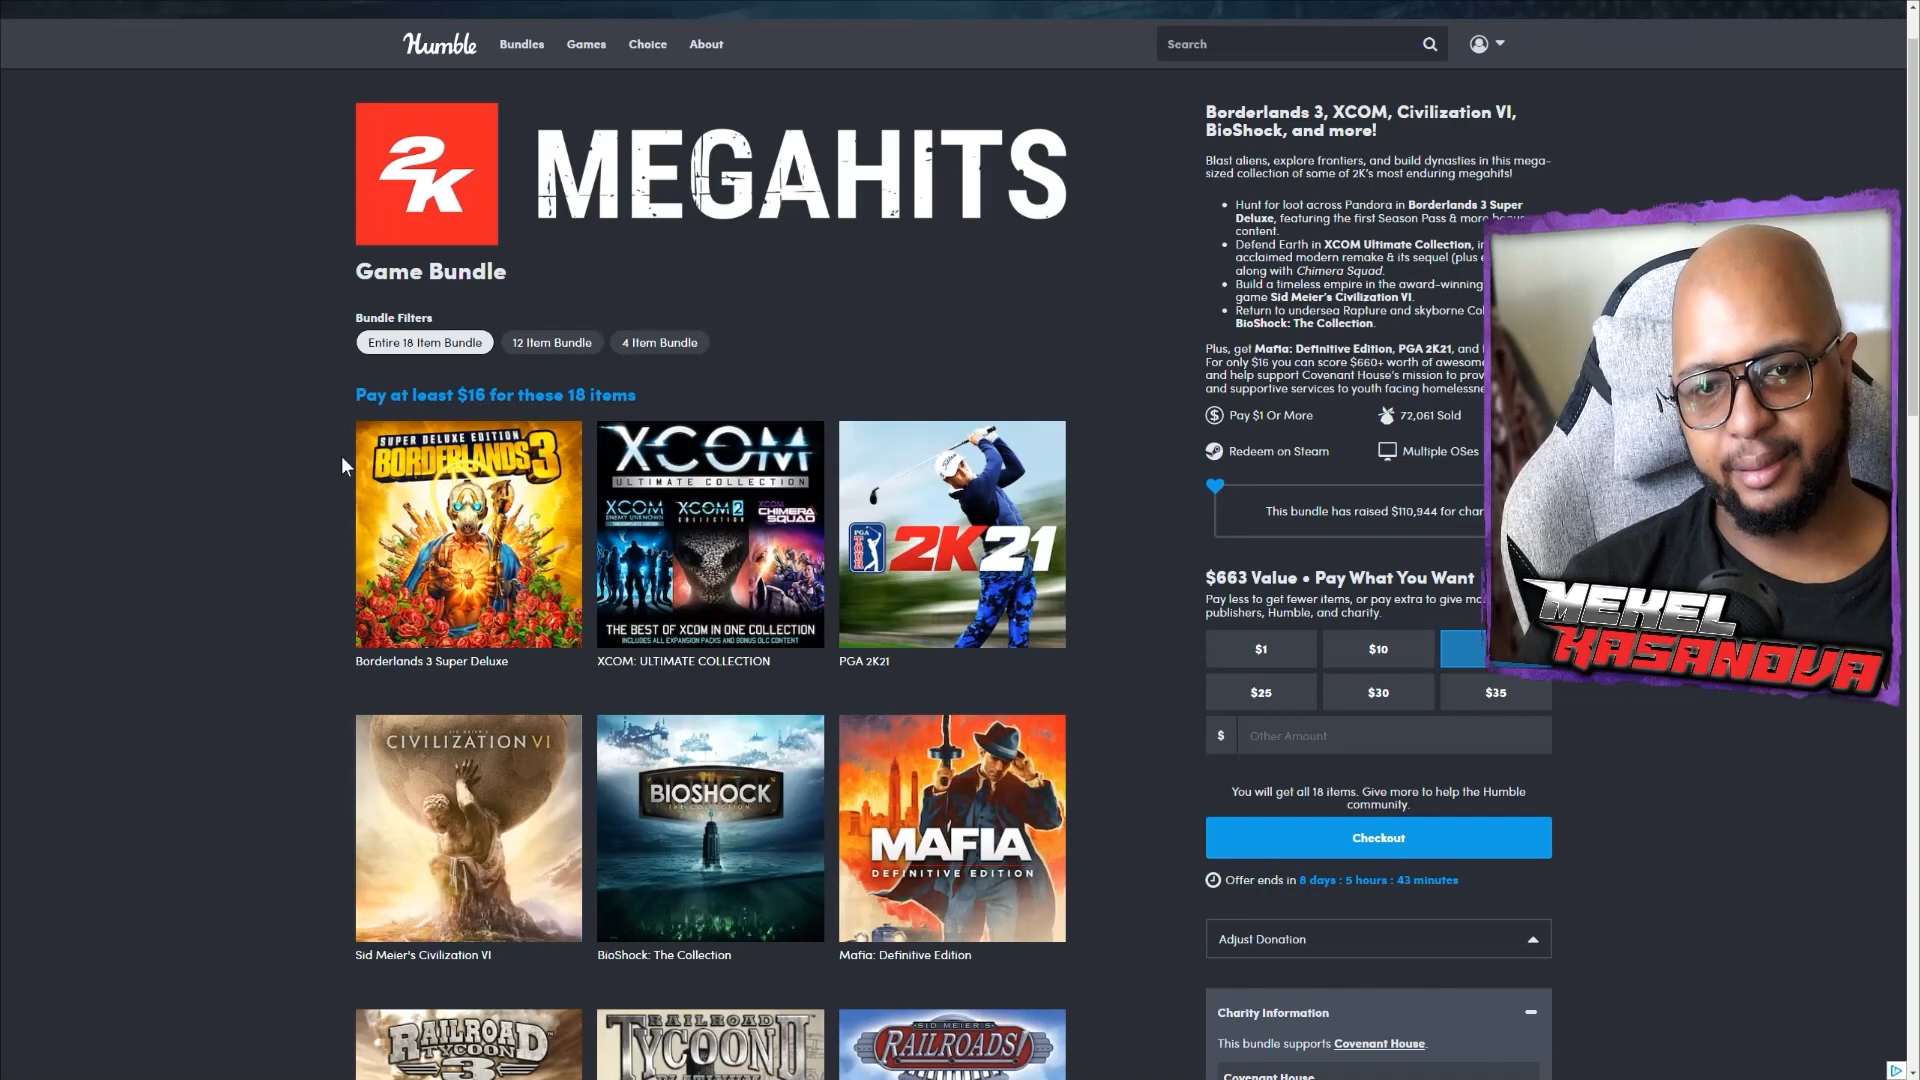 Humble Bundles Games Choice About
Search
2K MEGAHITS
Game Bundle
Bundle Filters
Entire 18 Item Bundle 12 Item Bundle 4 Item Bundle
Pay at least $16 for these 18 items
SUPER DELUXE EDITION
BORDERLANDS 3
Borderlands 3 Super Deluxe
XCOM
ULTIMATE COLLECTION
XCOM ENEMY UNKNOWN
XCOM 2 COLLECTION
XCOM CHIMERA SQUAD
THE BEST OF XCOM IN ONE COLLECTION
INCLUDES ALL EXPANSION PACKS AND BONUS DLC CONTENT
XCOM: ULTIMATE COLLECTION
PGA TOUR
2K21
PGA 2K21
CIVILIZATION VI
Sid Meier's Civilization VI
BIOSHOCK
THE COLLECTION
BioShock: The Collection
MAFIA
DEFINITIVE EDITION
Mafia: Definitive Edition
RAILROAD
TYCOON
3
RAILROAD
TYCOON II
SID MEIER'S
RAILROADS!
Borderlands 3, XCOM, Civilization VI,
BioShock, and more!
Blast aliens, explore frontiers, and build dynasties in this mega-
sized collection of some of 2K's most enduring megahits!
Hunt for loot across Pandora in Borderlands 3 Super
Deluxe, featuring the first Season Pass & more
content.
Defend Earth in XCOM Ultimate Collection,
acclaimed modern remake & its sequel (plus
along with Chimera Squad.
Build a timeless empire in the award-winning
game Sid Meier's Civilization VI.
Return to undersea Rapture and skyborne
BioShock: The Collection.
Plus, get Mafia: Definitive Edition, PGA 2K21, and
For only $16 you can score $660+ worth of awesome
and help support Covenant House's mission to
and supportive services to youth facing
Pay $1 Or More 72,061 Sold
Redeem on Steam Multiple OSes
This bundle has raised $110,944 for
$663 Value • Pay What You Want
Pay less to get fewer items, or pay extra to give
publishers, Humble, and charity.
$1 $10
$25 $30 $35
$ Other Amount
You will get all 18 items. Give more to help the Humble
community.
Checkout
Offer ends in 8 days : 5 hours : 43 minutes
Adjust Donation
Charity Information
This bundle supports Covenant House.
Covenant House
MEKEL
KASANOVA